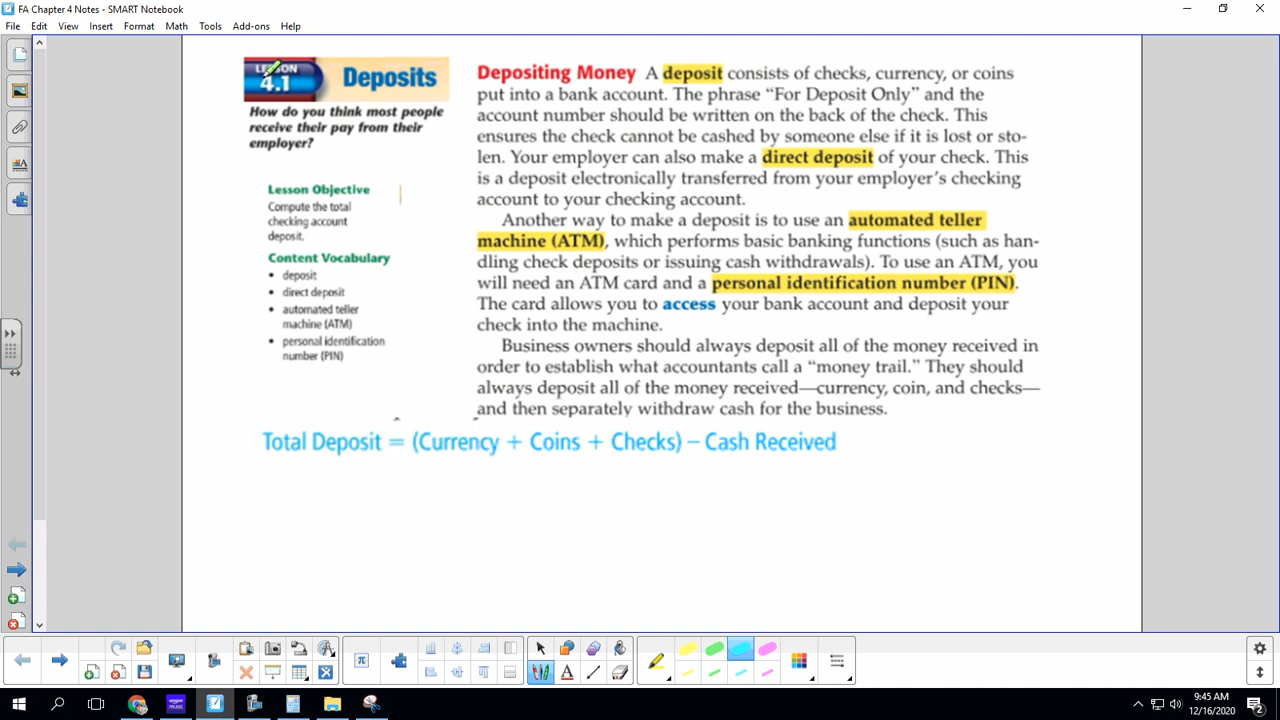 FA Chapter 4 Notes - SMART Notebook
File Edit View Insert Format Math Tools Add-ons Help
LESSON
4.1
Deposits
How do you think most people
receive their pay from their
employer?
Lesson Objective
Compute the total
checking account
deposit.
Content Vocabulary
• deposit
• direct deposit
• automated teller
machine (ATM)
• personal identification
number (PIN)
Depositing Money A deposit consists of checks, currency, or coins
put into a bank account. The phrase “For Deposit Only” and the
account number should be written on the back of the check. This
ensures the check cannot be cashed by someone else if it is lost or sto-
len. Your employer can also make a direct deposit of your check. This
is a deposit electronically transferred from your employer’s checking
account to your checking account.
Another way to make a deposit is to use an automated teller
machine (ATM), which performs basic banking functions (such as han-
dling check deposits or issuing cash withdrawals). To use an ATM, you
will need an ATM card and a personal identification number (PIN).
The card allows you to access your bank account and deposit your
check into the machine.
Business owners should always deposit all of the money received in
order to establish what accountants call a “money trail.” They should
always deposit all of the money received—currency, coin, and checks—
and then separately withdraw cash for the business.
Total Deposit = (Currency + Coins + Checks) – Cash Received
9:45 AM
12/16/2020